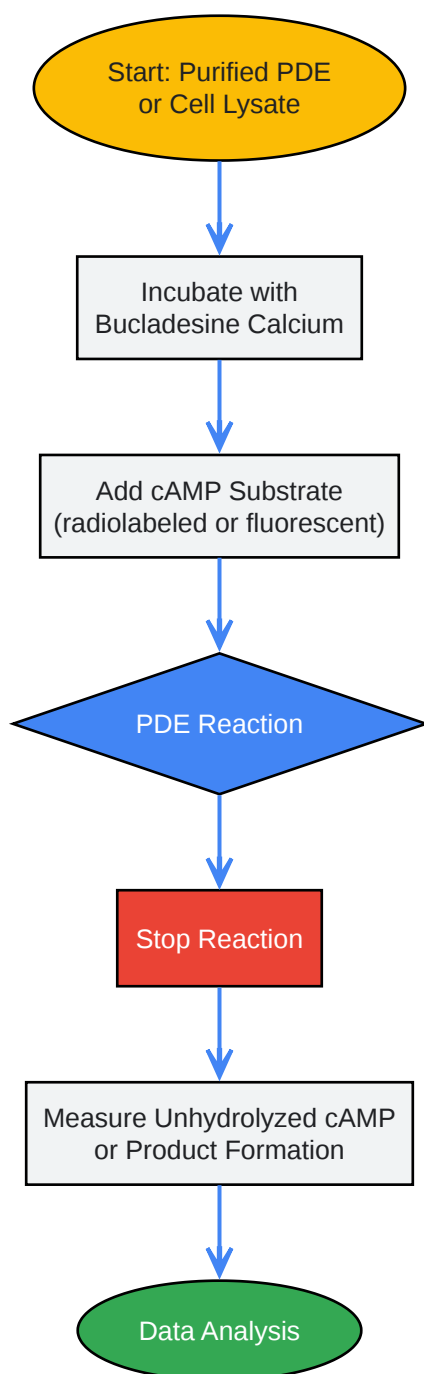 Start: Purified PDE
or Cell Lysate
Incubate with
Bucladesine Calcium
Add cAMP Substrate
(radiolabeled or fluorescent)
PDE Reaction
Stop Reaction
Measure Unhydrolyzed cAMP
or Product Formation
Data Analysis